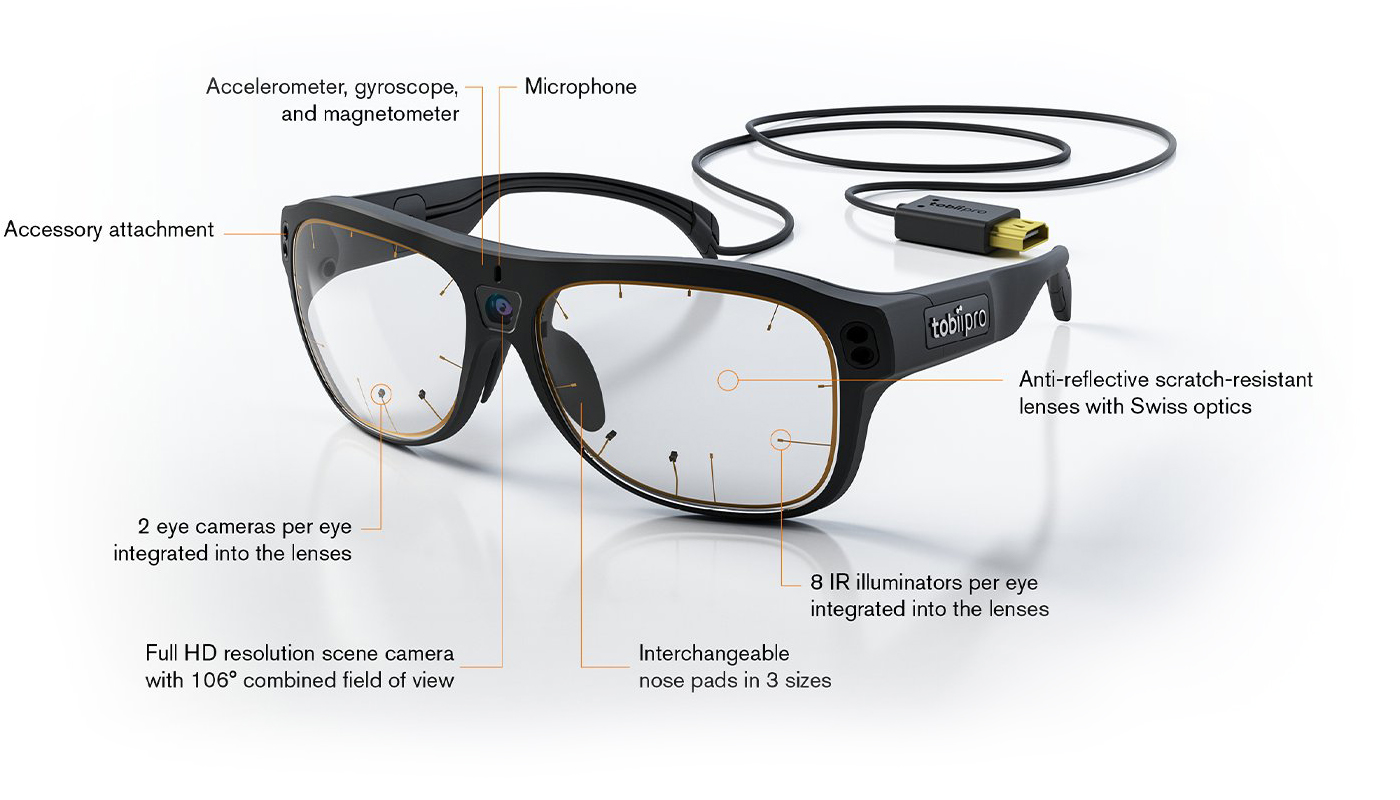 Accelerometer, gyroscope,
and magnetometer
Microphone
Accessory attachment
tobiipro
tobiipro
Anti-reflective scratch-resistant
lenses with Swiss optics
2 eye cameras per eye
integrated into the lenses
8 IR illuminators per eye
integrated into the lenses
Full HD resolution scene camera
with 106° combined field of view
Interchangeable
nose pads in 3 sizes